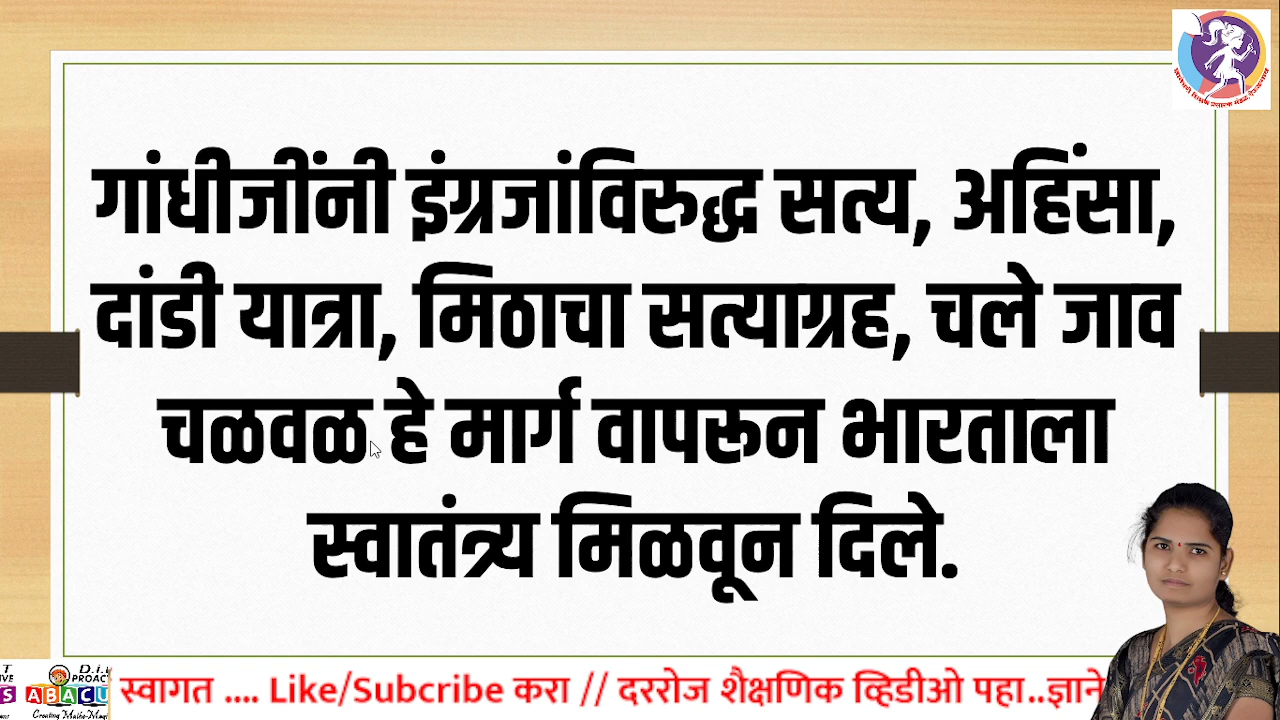 गांधीजींनी इंग्रजांविरुद्ध सत्य, अहिंसा,
दांडी यात्रा, मिठाचा सत्याग्रह, चले जाव
चळवळ हे मार्ग वापरून भारताला
स्वातंत्र्य मिळवून दिले.
स्वागत .... Like/Subcribe करा // दररोज शैक्षणिक व्हिडीओ पहा..ज्ञाने
ABACU